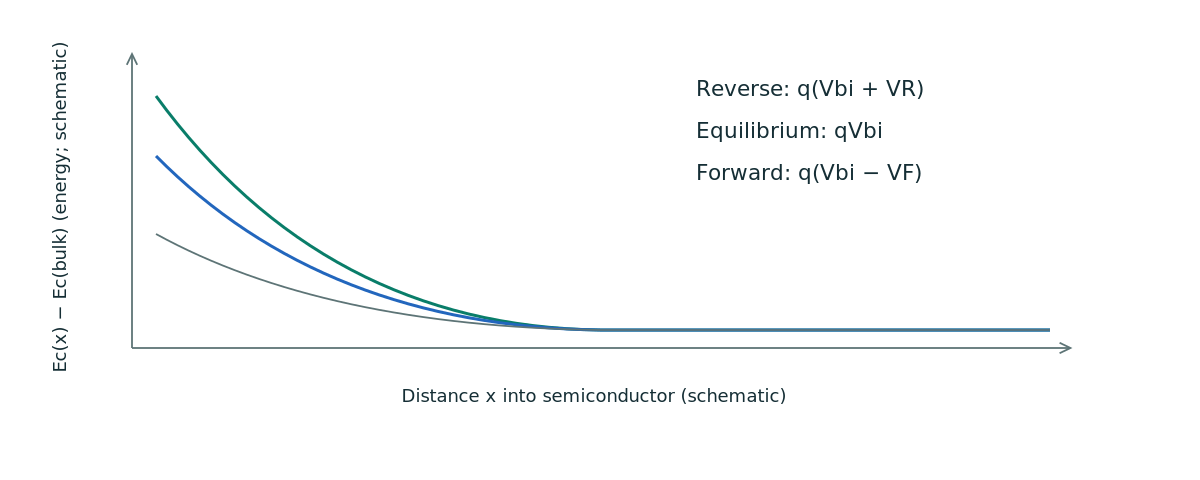 Ec(x) − Ec(bulk) (energy; schematic)
Reverse: q(Vbi + VR)
Equilibrium: qVbi
Forward: q(Vbi − VF)
Distance x into semiconductor (schematic)